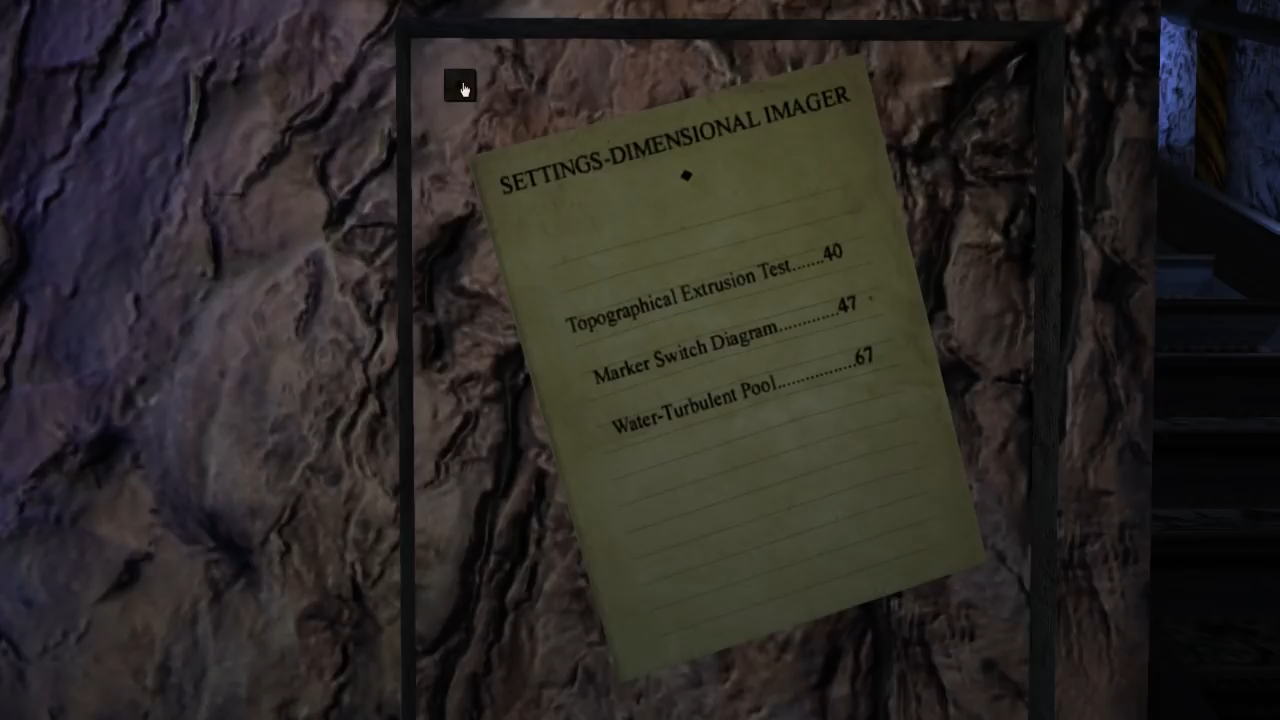 SETTINGS-DIMENSIONAL IMAGER
Topographical Extrusion Test.......40
Marker Switch Diagram............47
Water-Turbulent Pool.................67